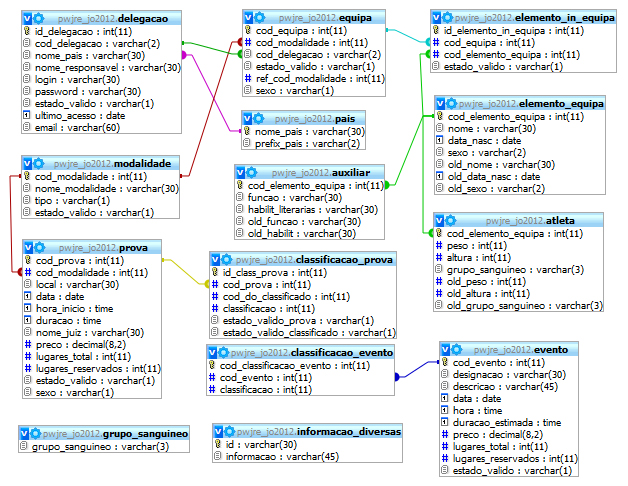 pwjre_jo2012.delegacao
id_delegacao : int(11)
cod_delegacao : varchar(2)
nome_pais : varchar(30)
nome_responsavel : varchar(30)
login : varchar(30)
password : varchar(30)
estado_valido : varchar(1)
ultimo_acesso : date
email : varchar(60)
pwjre_jo2012.equipa
cod_equipa : int(11)
# cod_modalidade : int(11)
cod_delegacao : varchar(2)
estado_valido : varchar(1)
# ref_cod_modalidade : int(11)
sexo : varchar(1)
pwjre_jo2012.elemento_in_equipa
id_elemento_in_equipa : int(11)
# cod_equipa : int(11)
# cod_elemento_equipa : int(11)
estado_valido : varchar(1)
pwjre_jo2012.pais
nome_pais : varchar(30)
prefix_pais : varchar(2)
pwjre_jo2012.elemento_equipa
cod_elemento_equipa : int(11)
nome : varchar(30)
data_nasc : date
sexo : varchar(2)
old_nome : varchar(30)
old_data_nasc : date
old_sexo : varchar(2)
pwjre_jo2012.modalidade
cod_modalidade : int(11)
nome_modalidade : varchar(30)
tipo : varchar(1)
estado_valido : varchar(1)
pwjre_jo2012.auxiliar
cod_elemento_equipa : int(11)
funcao : varchar(30)
habilit_literarias : varchar(30)
old_funcao : varchar(30)
old_habilit : varchar(30)
pwjre_jo2012.atleta
cod_elemento_equipa : int(11)
# peso : int(11)
# altura : int(11)
grupo_sanguineo : varchar(3)
# old_peso : int(11)
# old_altura : int(11)
old_grupo_sanguineo : varchar(3)
pwjre_jo2012.prova
cod_prova : int(11)
# cod_modalidade : int(11)
local : varchar(30)
data : date
hora_inicio : time
duracao : time
nome_juiz : varchar(30)
# preco : decimal(8,2)
# lugares_total : int(11)
# lugares_reservados : int(11)
estado_valido : varchar(1)
sexo : varchar(1)
pwjre_jo2012.classificacao_prova
id_class_prova : int(11)
# cod_prova : int(11)
# cod_do_classificado : int(11)
# classificacao : int(11)
estado_valido_prova : varchar(1)
estado_valido_classificado : varchar(1)
pwjre_jo2012.classificacao_evento
cod_classificacao_evento : int(11)
# cod_evento : int(11)
# classificacao : int(11)
pwjre_jo2012.evento
cod_evento : int(11)
designacao : varchar(30)
descricao : varchar(45)
data : date
hora : time
duracao_estimada : time
# preco : decimal(8,2)
# lugares_total : int(11)
# lugares_reservados : int(11)
estado_valido : varchar(1)
pwjre_jo2012.grupo_sanguineo
grupo_sanguineo : varchar(3)
pwjre_jo2012.informacao_diversas
id : varchar(30)
informacao : varchar(45)